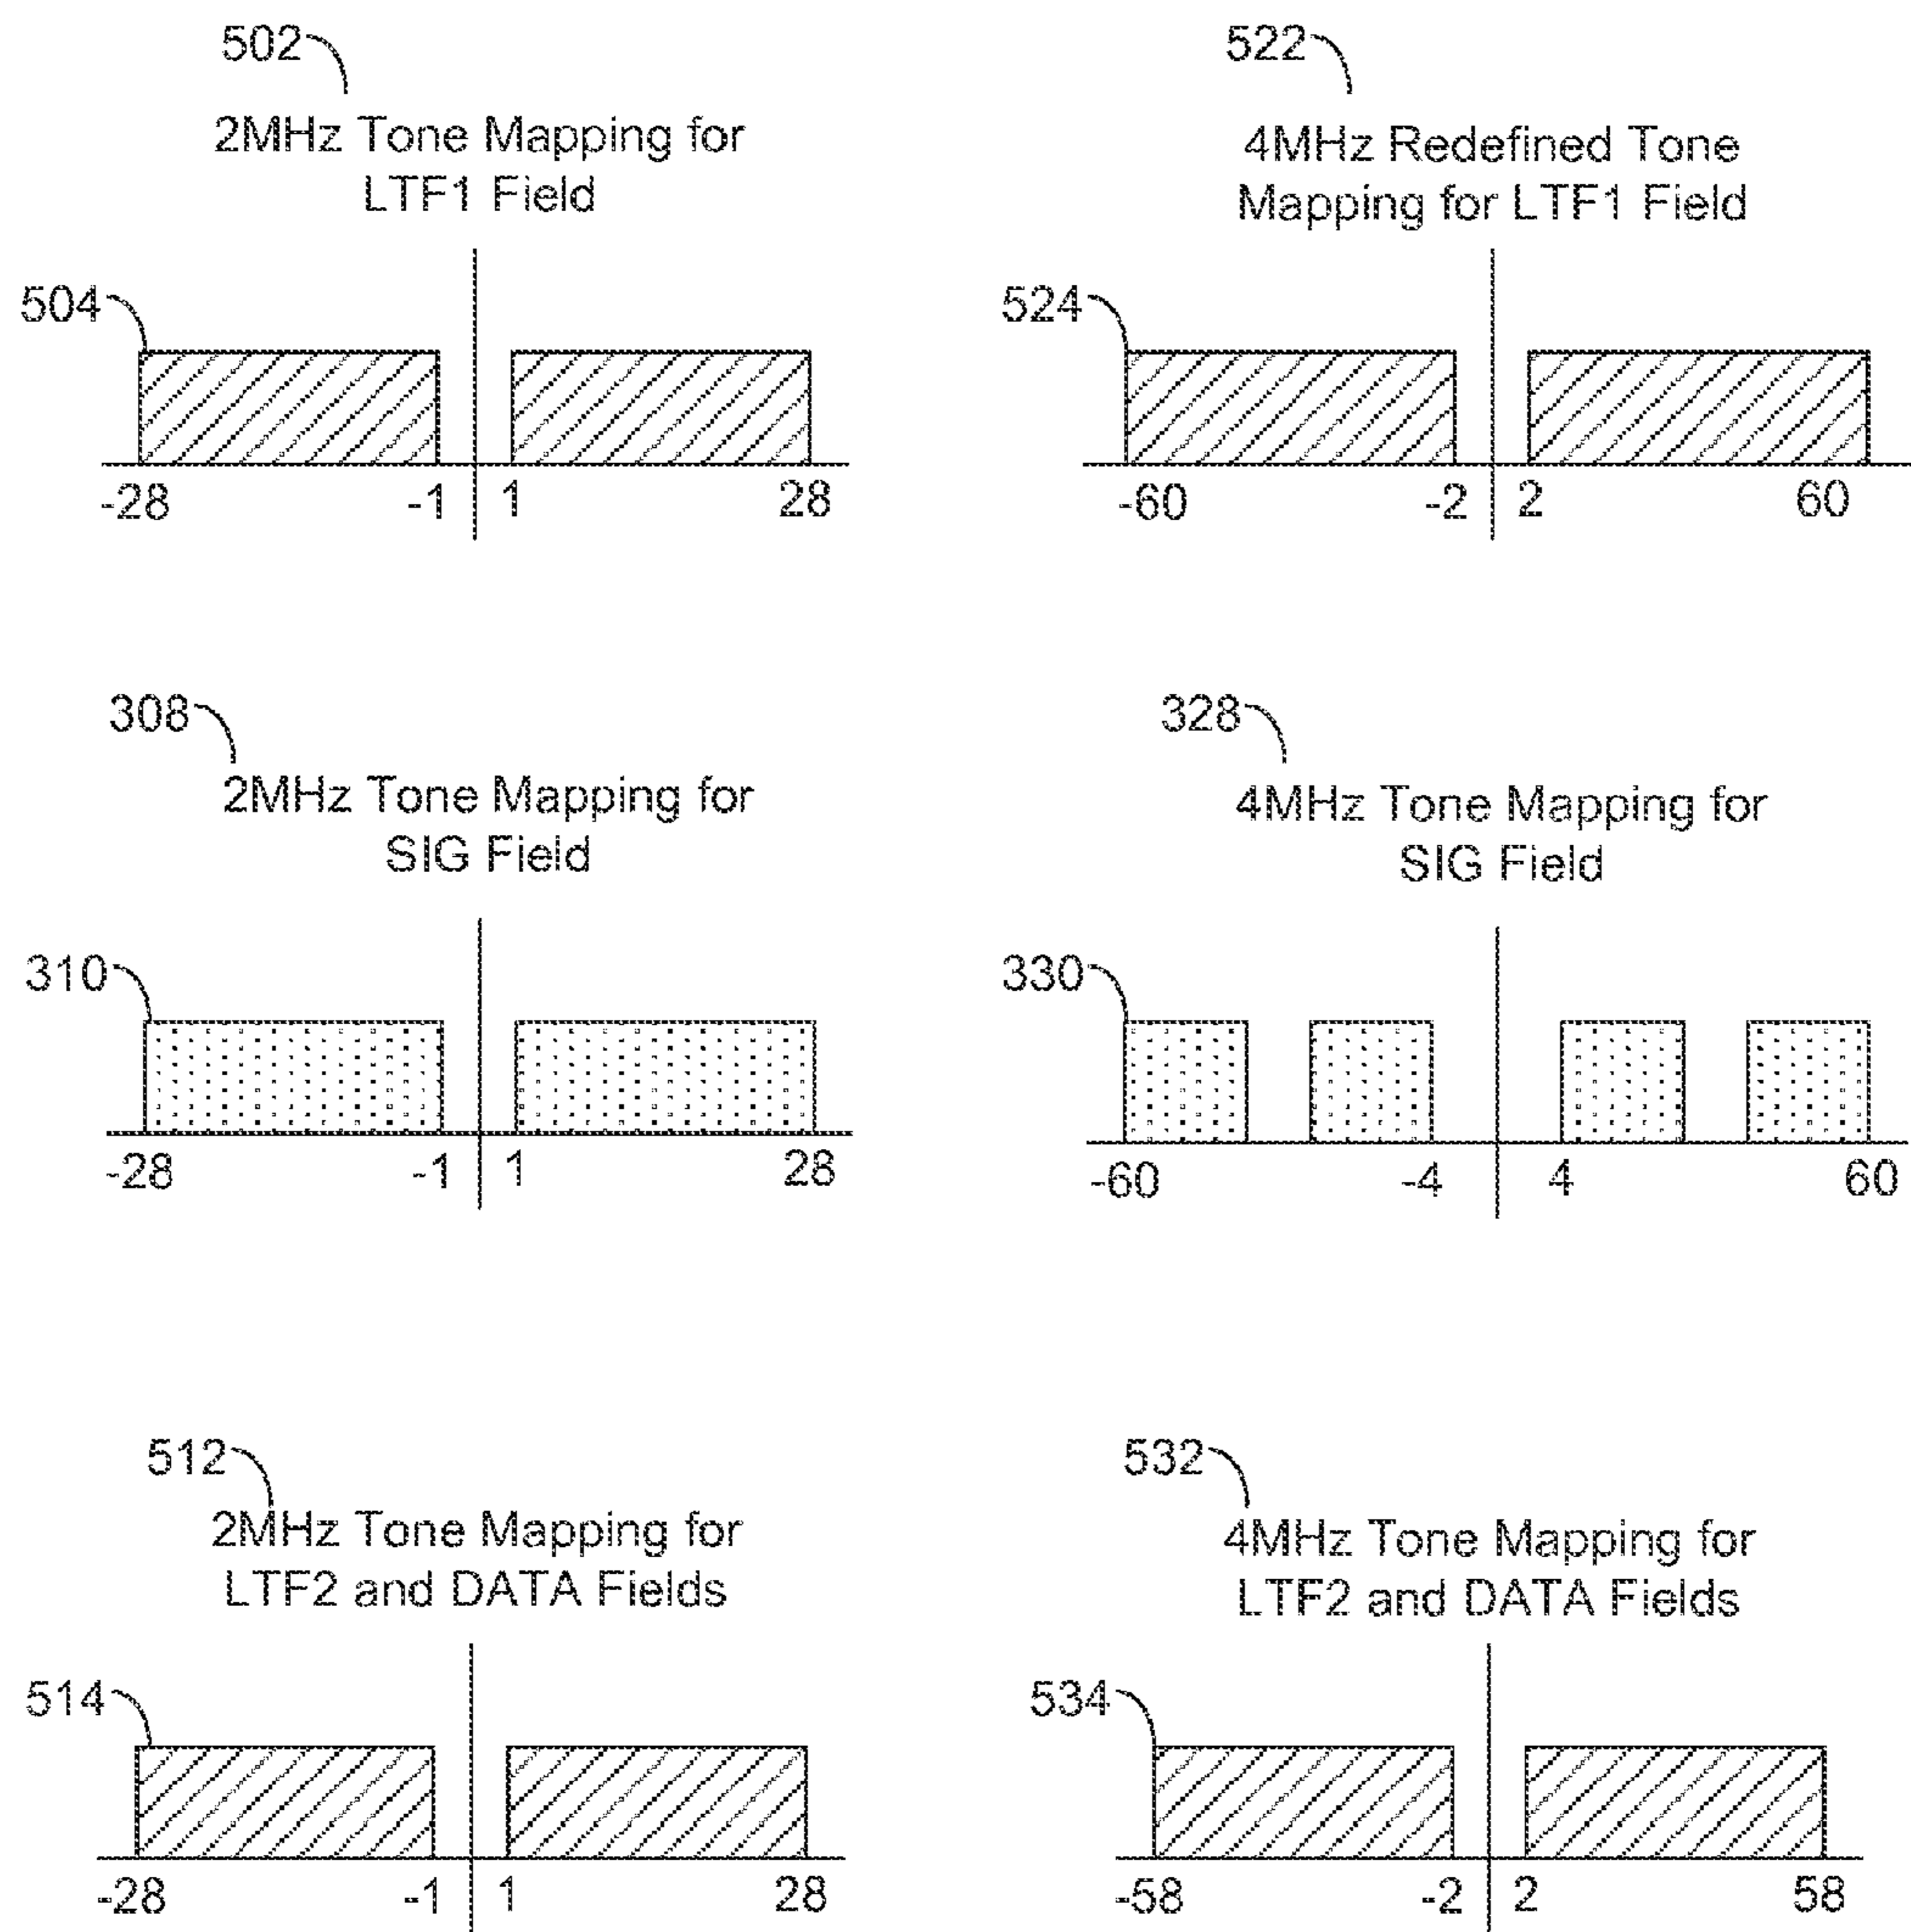 502
2MHz Tone Mapping for
LTF1 Field
504
-28 -1 1 28
522
4MHz Redefined Tone
Mapping for LTF1 Field
524
-60 -2 2 60
308
2MHz Tone Mapping for
SIG Field
310
-28 -1 1 28
328
4MHz Tone Mapping for
SIG Field
330
-60 -4 4 60
512
2MHz Tone Mapping for
LTF2 and DATA Fields
514
-28 -1 1 28
532
4MHz Tone Mapping for
LTF2 and DATA Fields
534
-58 -2 2 58